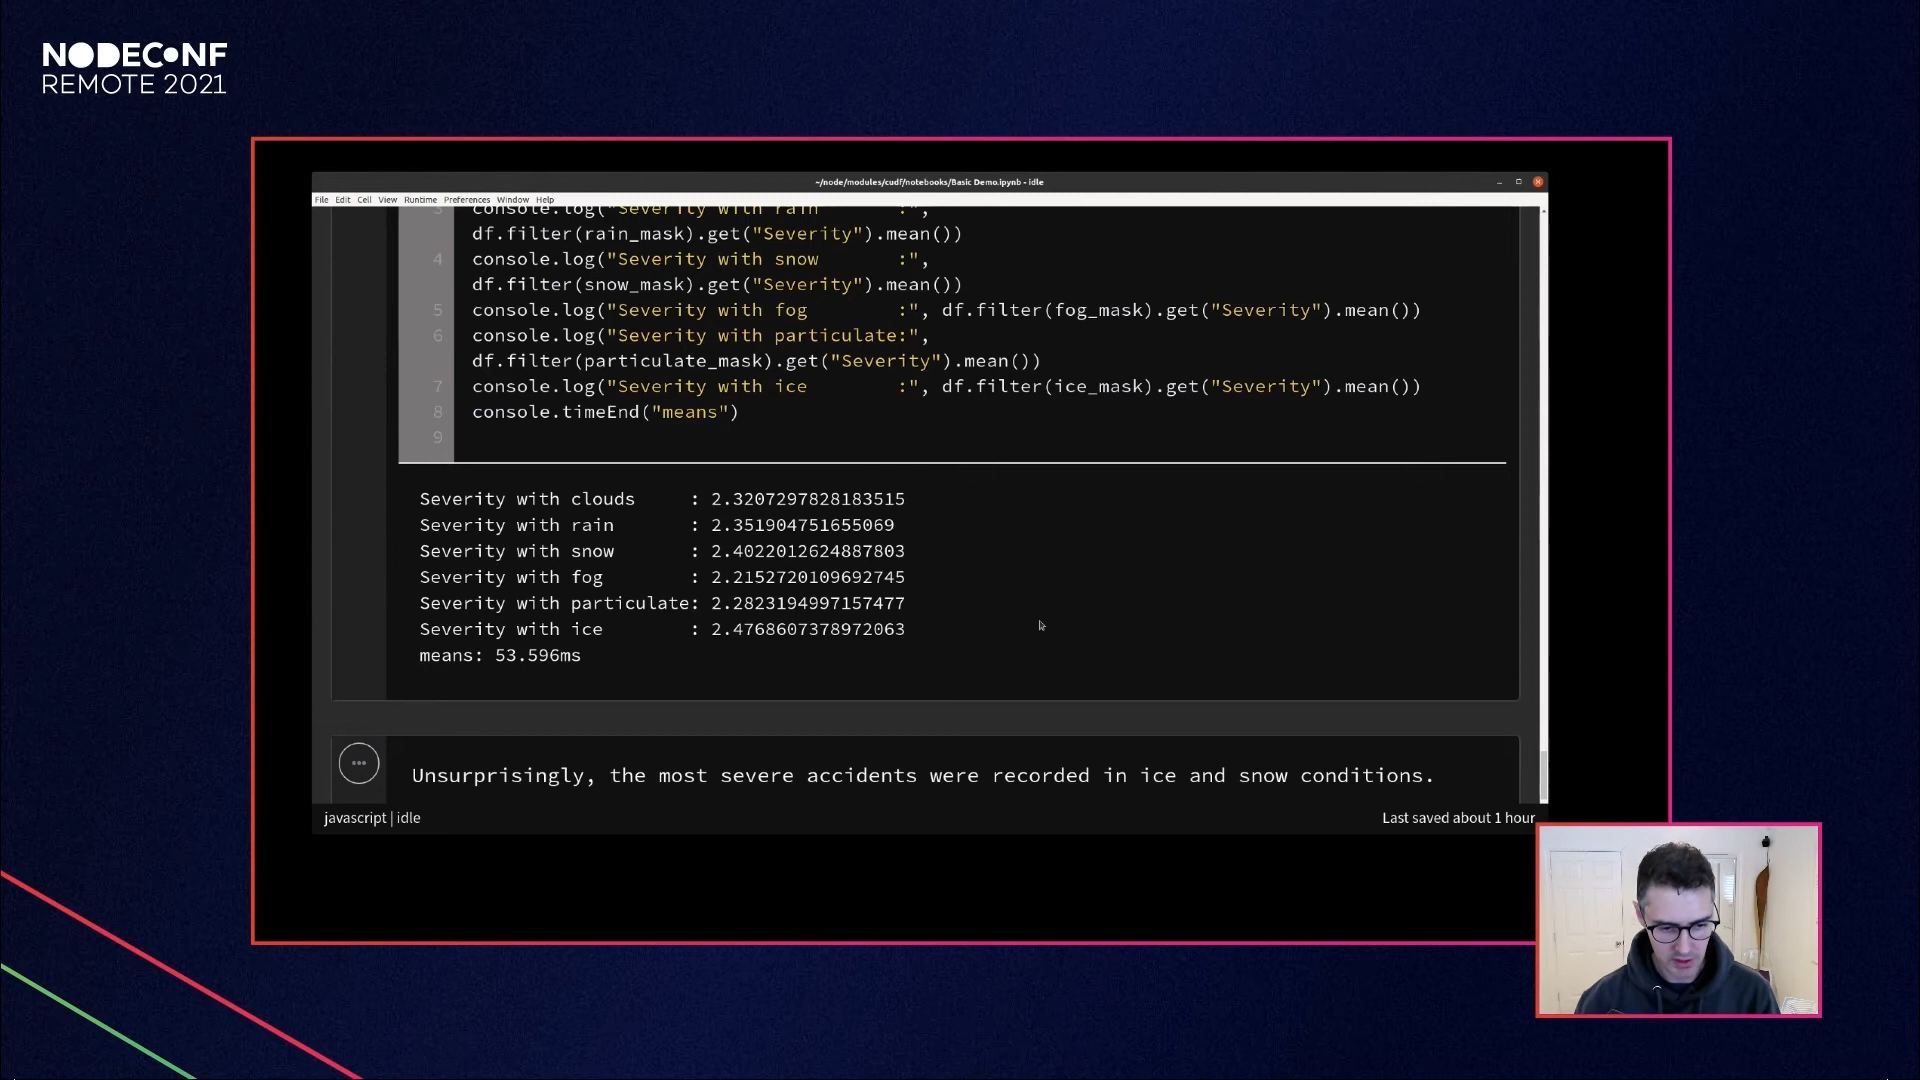 NODECONF
REMOTE 2021
~/node/modules/cudf/notebooks/Basic Demo.ipynb - idle
File Edit Cell View Runtime Preferences Window Help
3 console.log("Severity with rain :",
df.filter(rain_mask).get("Severity").mean())
4 console.log("Severity with snow :",
df.filter(snow_mask).get("Severity").mean())
5 console.log("Severity with fog :", df.filter(fog_mask).get("Severity").mean())
6 console.log("Severity with particulate:",
df.filter(particulate_mask).get("Severity").mean())
7 console.log("Severity with ice :", df.filter(ice_mask).get("Severity").mean())
8 console.timeEnd("means")
9
Severity with clouds : 2.3207297828183515
Severity with rain : 2.351904751655069
Severity with snow : 2.4022012624887803
Severity with fog : 2.2152720109692745
Severity with particulate: 2.2823194997157477
Severity with ice : 2.4768607378972063
means: 53.596ms
Unsurprisingly, the most severe accidents were recorded in ice and snow conditions.
javascript | idle
Last saved about 1 hour